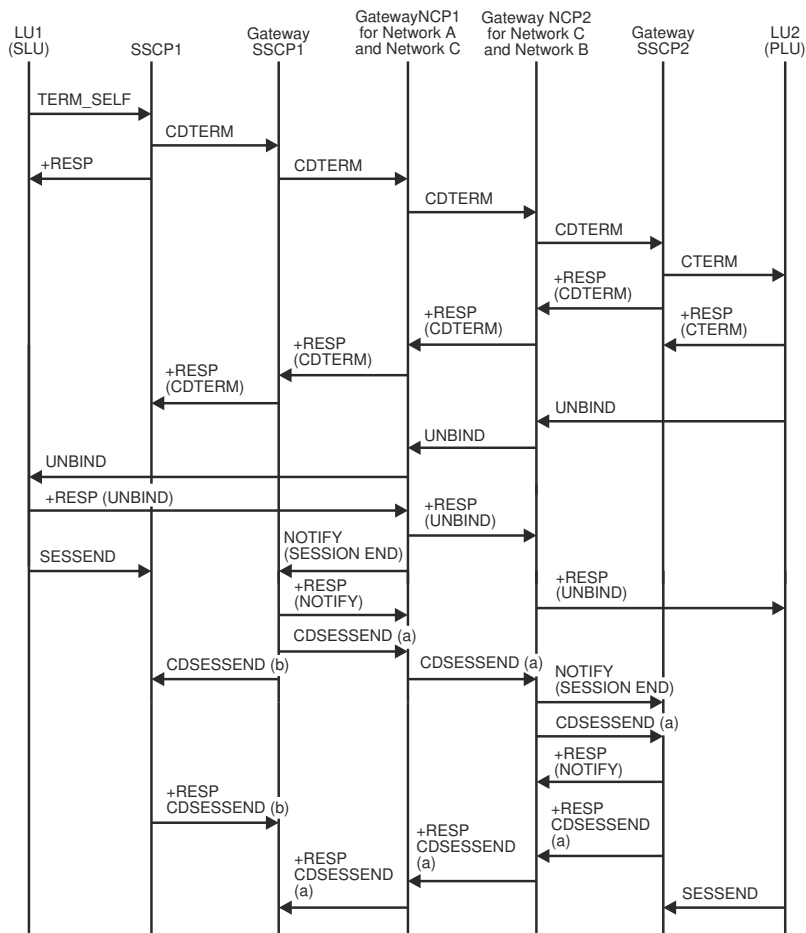 LU1
(SLU)
SSCP1
Gateway
SSCP1
GatewayNCP1
for Network A
and Network C
Gateway NCP2
for Network C
and Network B
Gateway
SSCP2
LU2
(PLU)
TERM_SELF
CDTERM
+RESP
CDTERM
CDTERM
CDTERM
CTERM
+RESP
(CDTERM)
+RESP
(CTERM)
+RESP
(CDTERM)
+RESP
(CDTERM)
+RESP
(CDTERM)
UNBIND
UNBIND
UNBIND
+RESP (UNBIND)
+RESP
(UNBIND)
NOTIFY
(SESSION END)
SESSEND
+RESP
(UNBIND)
+RESP
(NOTIFY)
CDSESSEND (a)
CDSESSEND (b)
CDSESSEND (a)
NOTIFY
(SESSION END)
CDSESSEND (a)
+RESP
(NOTIFY)
+RESP
CDSESSEND (b)
+RESP
CDSESSEND
(a)
+RESP
CDSESSEND
(a)
+RESP
CDSESSEND
(a)
SESSEND